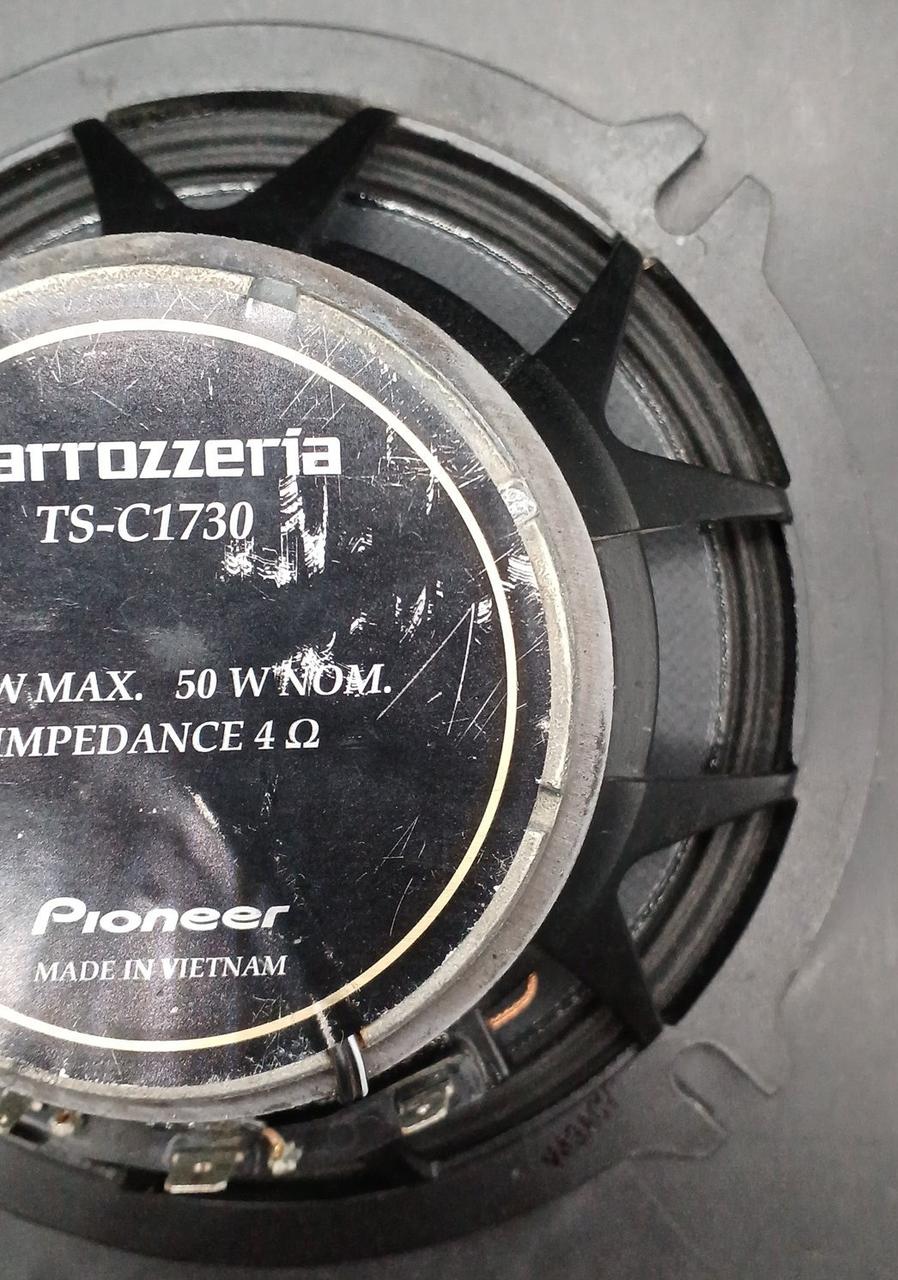 arrozzeria
TS-C1730
W MAX. 50 W NOM.
IMPEDANCE 4 Ω
Pioneer
MADE IN VIETNAM